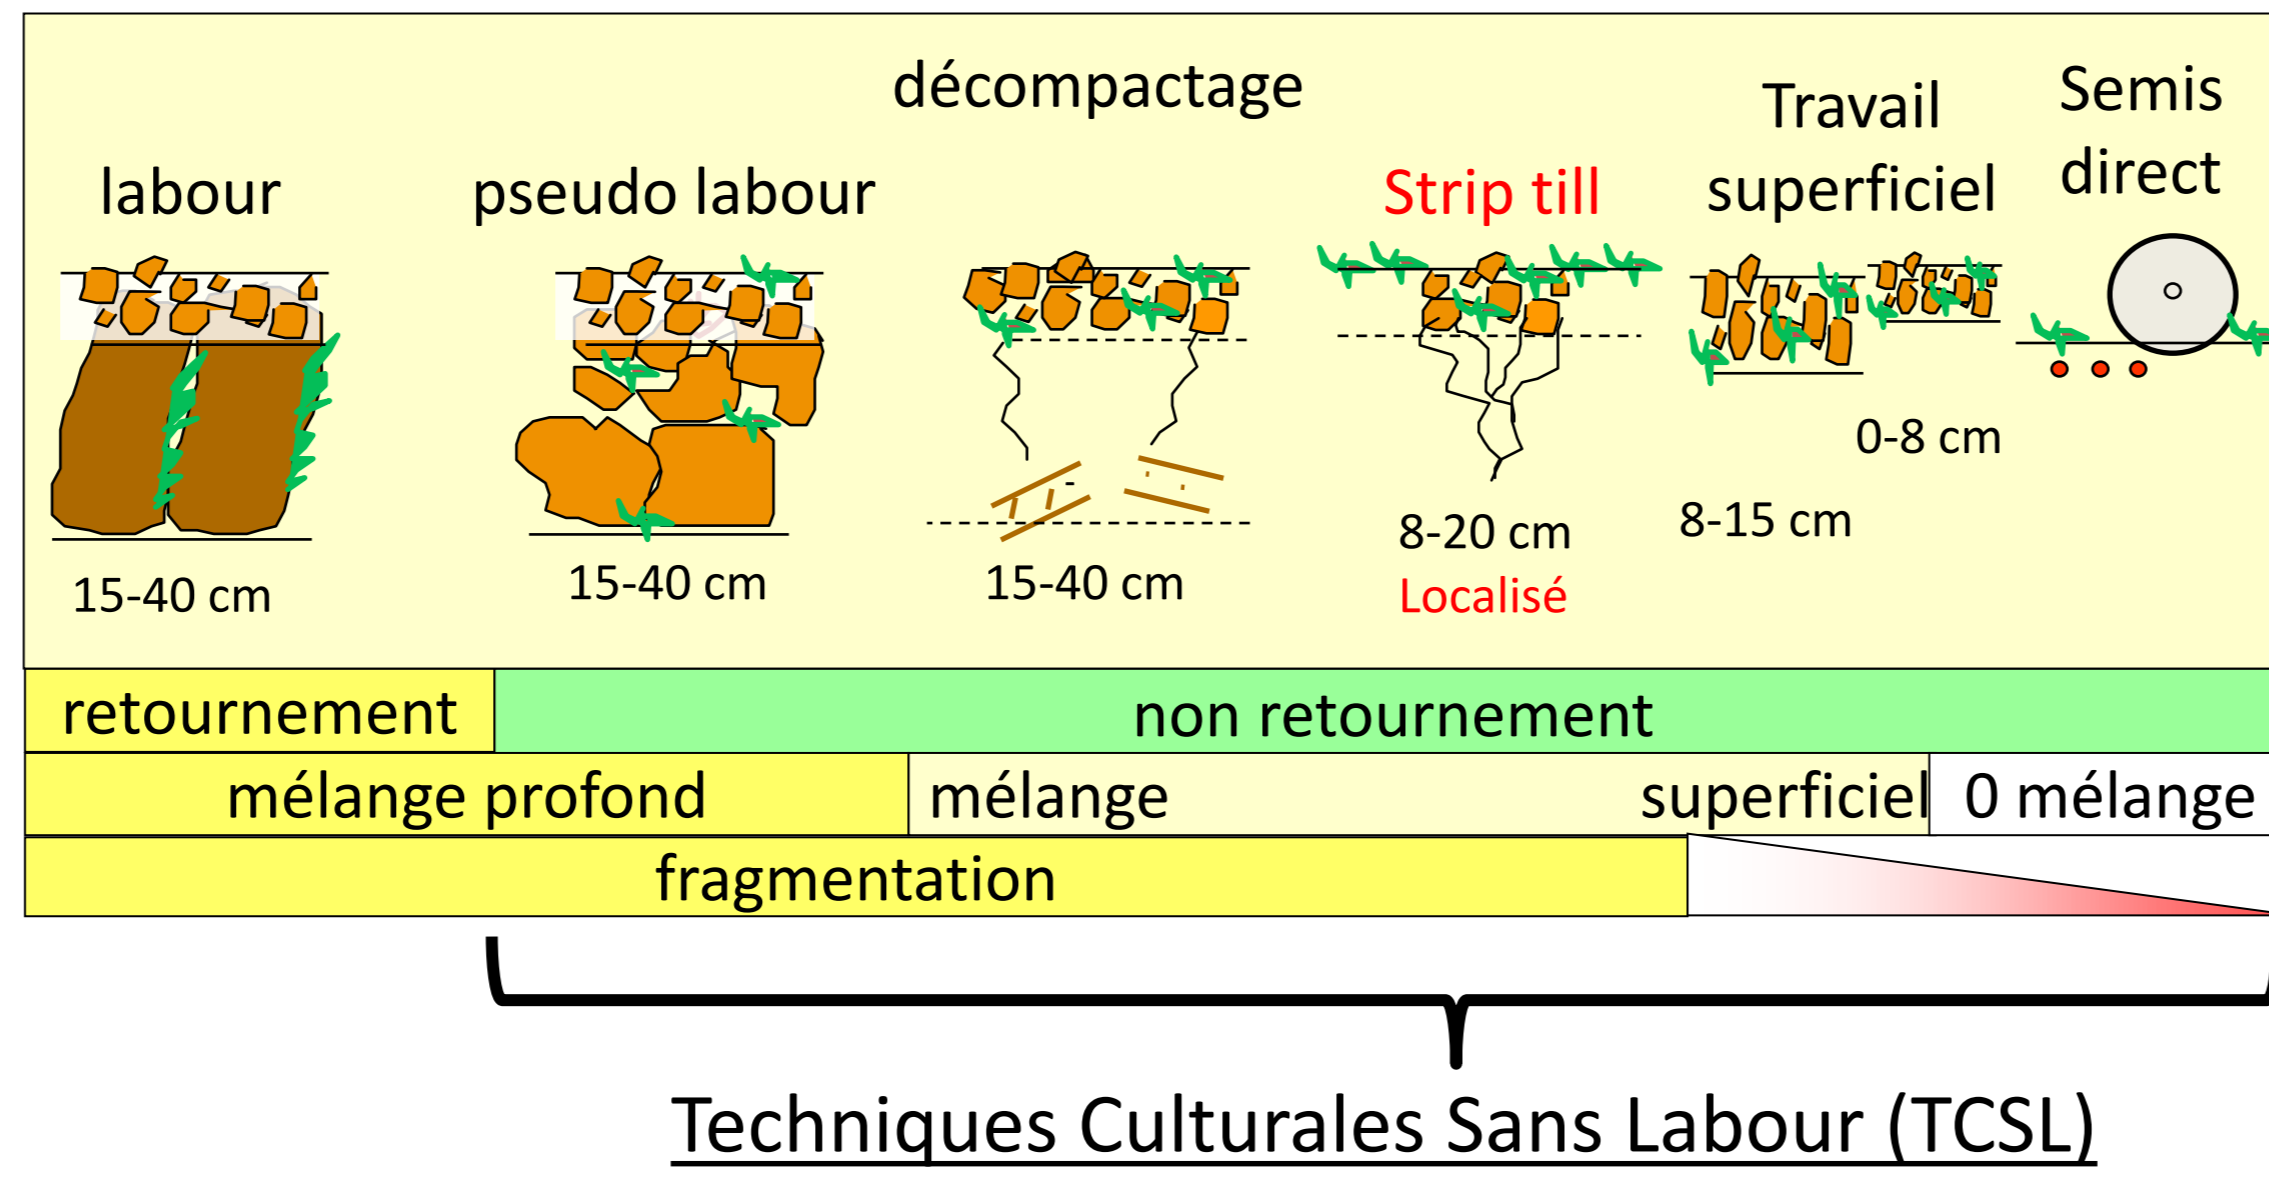 décompactage
Travail
superficiel
Semis
direct
labour
pseudo labour
Strip till
0-8 cm
8-15 cm
8-20 cm
Localisé
15-40 cm
15-40 cm
15-40 cm
retournement
non retournement
mélange profond
mélange
superficiel
0 mélange
fragmentation
Techniques Culturales Sans Labour (TCSL)